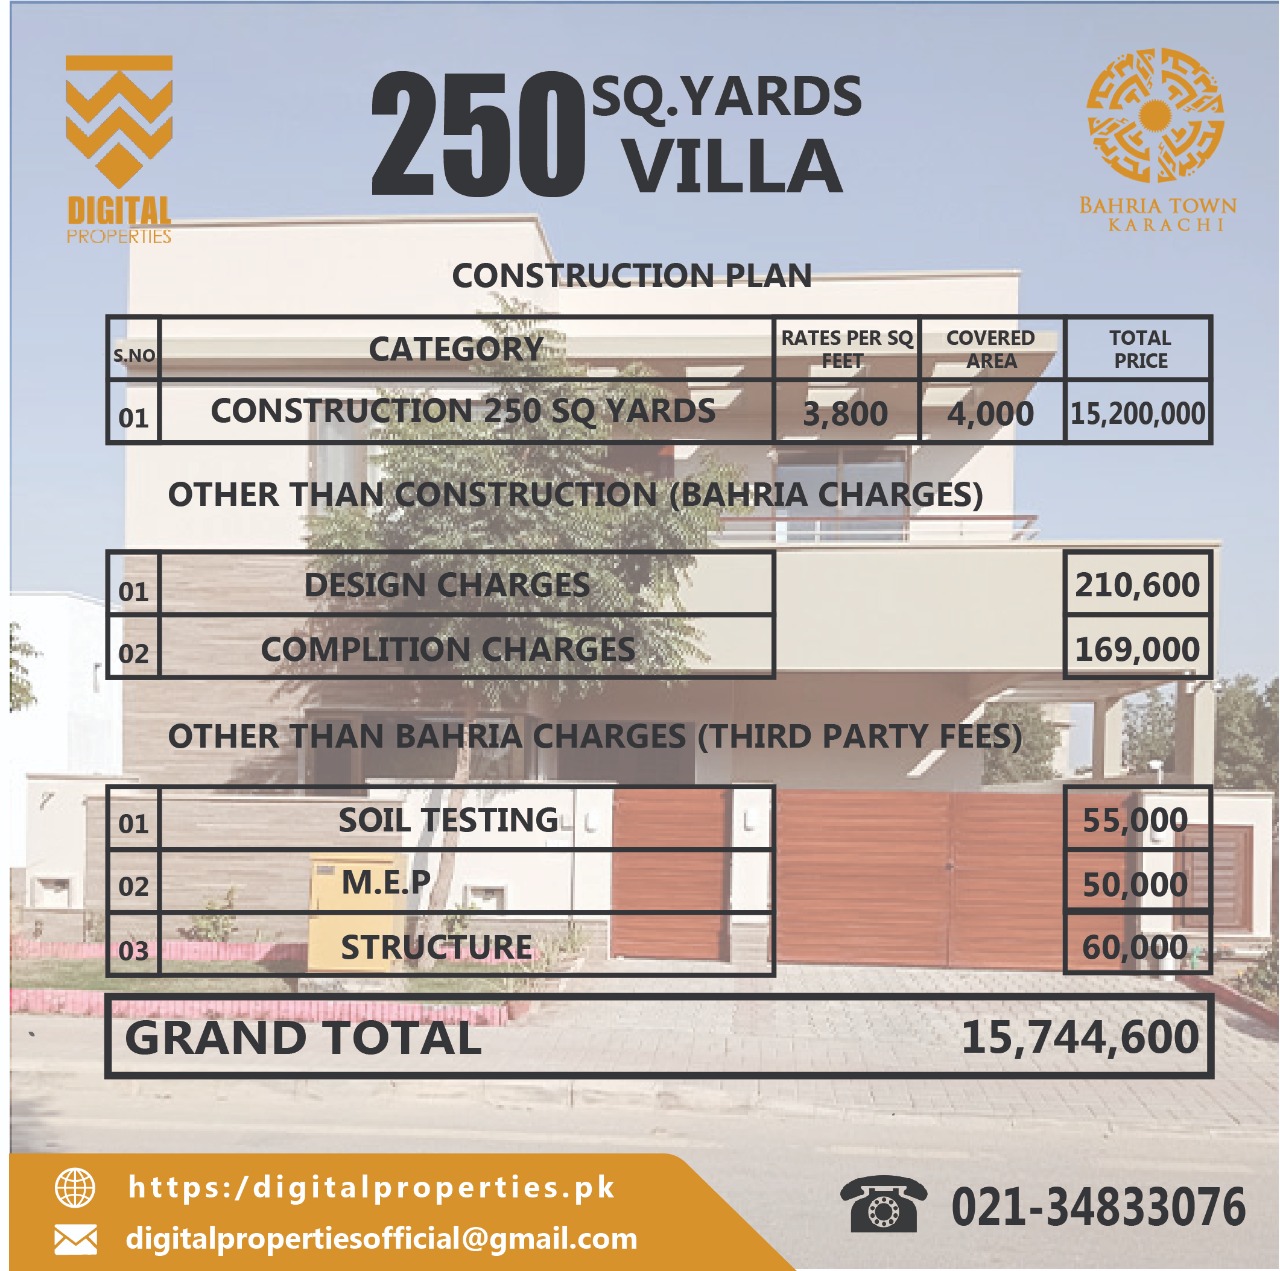 250 SQ.YARDS
VILLA
DIGITAL
PROPERTIES
BAHRIA TOWN
KARACHI
CONSTRUCTION PLAN
S.NO CATEGORY RATES PER SQ FEET COVERED AREA TOTAL PRICE
01 CONSTRUCTION 250 SQ YARDS 3,800 4,000 15,200,000
OTHER THAN CONSTRUCTION (BAHRIA CHARGES)
01 DESIGN CHARGES 210,600
02 COMPLITION CHARGES 169,000
OTHER THAN BAHRIA CHARGES (THIRD PARTY FEES)
01 SOIL TESTING 55,000
02 M.E.P 50,000
03 STRUCTURE 60,000
GRAND TOTAL 15,744,600
https:/digitalproperties.pk
digitalpropertiesofficial@gmail.com
021-34833076